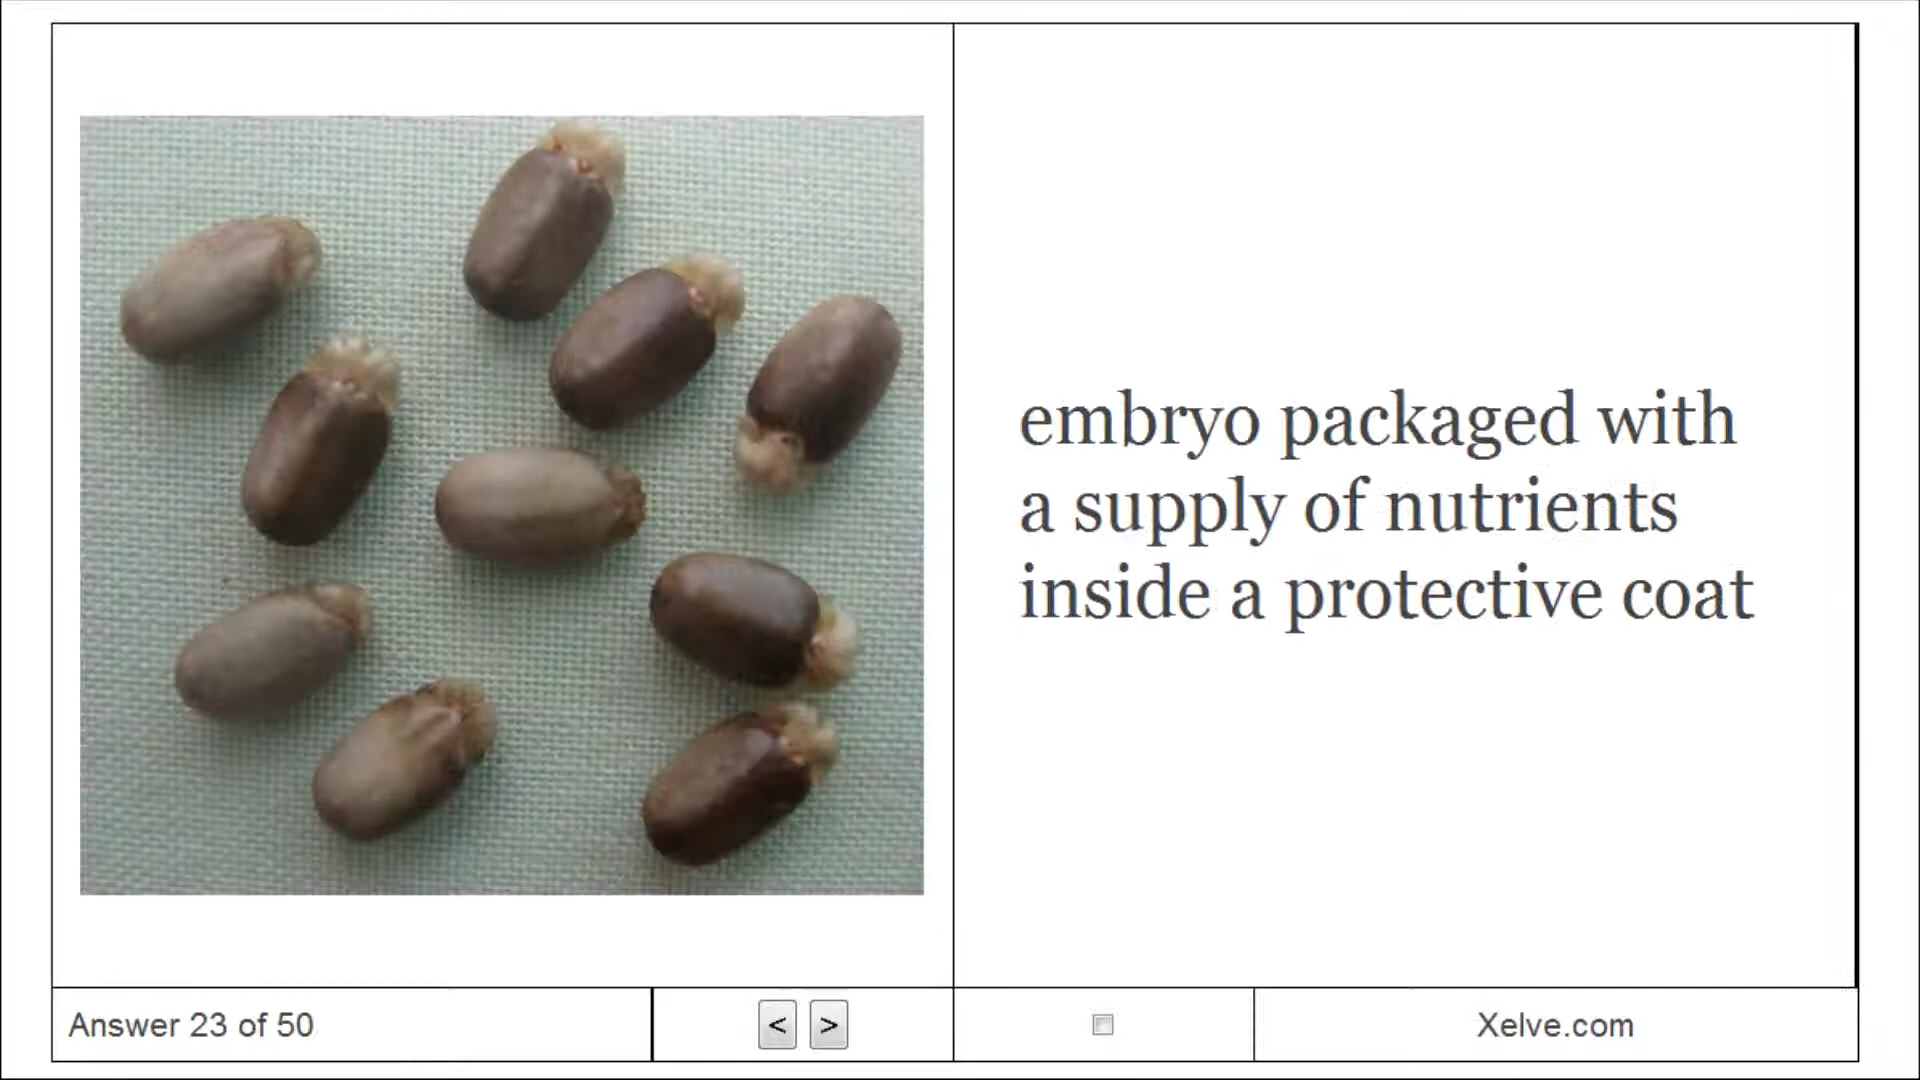 embryo packaged with
a supply of nutrients
inside a protective coat
Answer 23 of 50
< >
Xelve.com